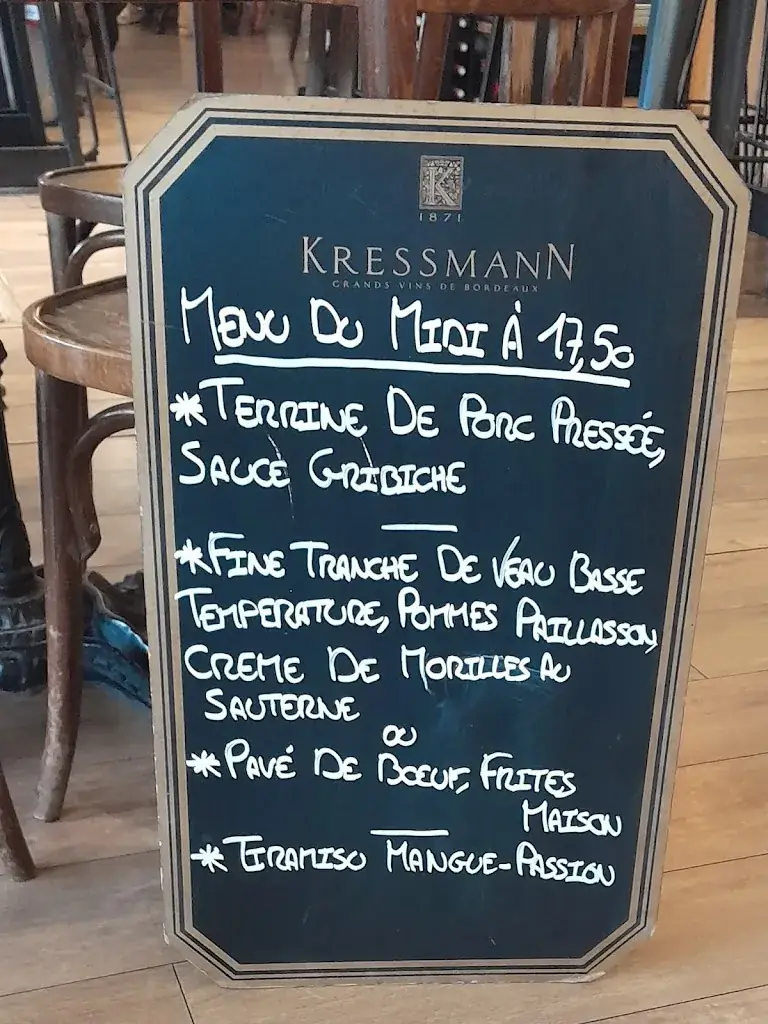 K
1871
KRESSMANN
GRANDS VINS DE BORDEAUX
MENU DU MIDI À 17,50
*TERRINE DE PORC PRESSÉE,
SAUCE GRIBICHE
*FINE TRANCHE DE VEAU BASSE
TEMPERATURE, POMMES PAILLASSON,
CREME DE MORILLES AU
SAUTERNE
OU
*PAVÉ DE BOEUF, FRITES
MAISON
*TIRAMISU MANGUE-PASSION